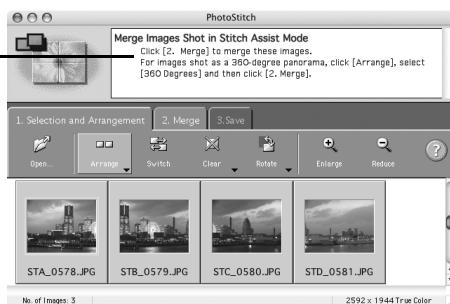 PhotoStitch
Merge Images Shot in Stitch Assist Mode
Click [2. Merge] to merge these images.
For images shot as a 360-degree panorama, click [Arrange], select
[360 Degrees] and then click [2. Merge].
1. Selection and Arrangement 2. Merge 3.Save
Open... Arrange Switch Clear Rotate Enlarge Reduce ?
STA_0578.JPG STB_0579.JPG STC_0580.JPG STD_0581.JPG
No. of Images: 3 2592 x 1944 True Color